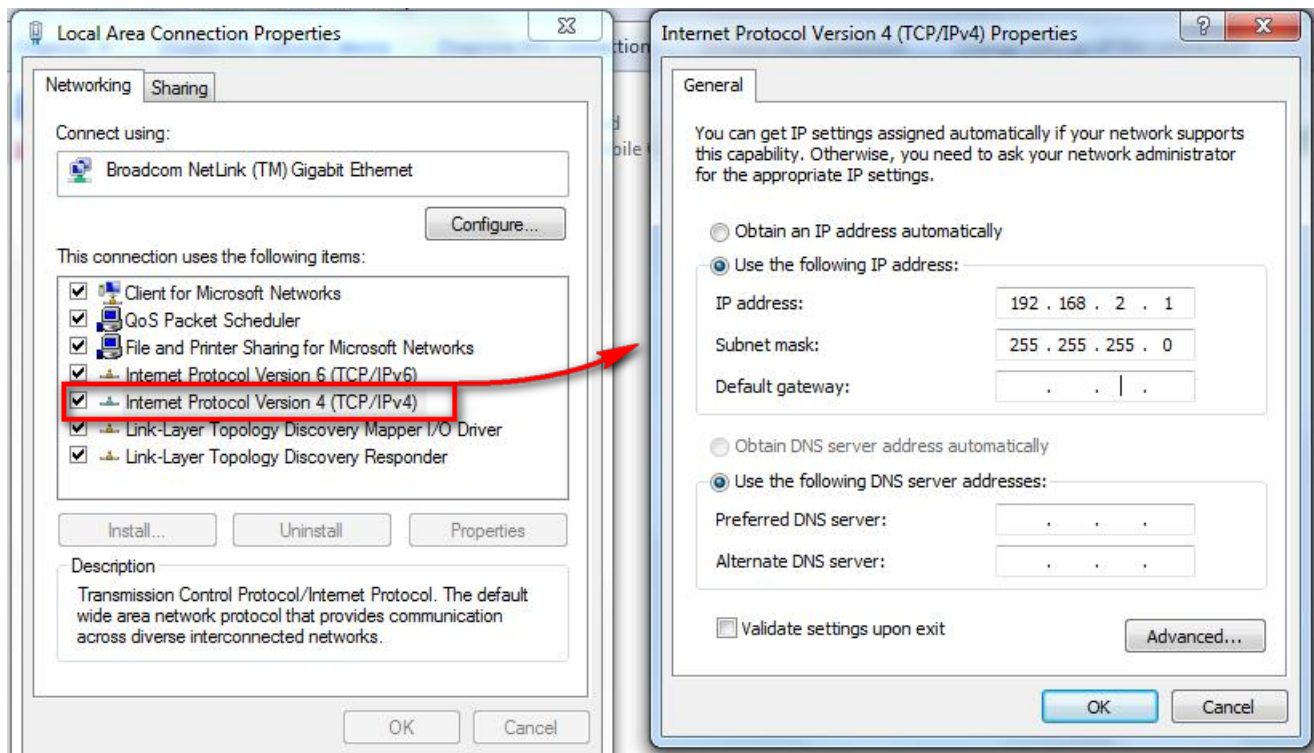 Local Area Connection Properties
Networking
Sharing
Connect using:
Broadcom NetLink (TM) Gigabit Ethernet
Configure...
This connection uses the following items:
Client for Microsoft Networks
QoS Packet Scheduler
File and Printer Sharing for Microsoft Networks
Internet Protocol Version 6 (TCP/IPv6)
Internet Protocol Version 4 (TCP/IPv4)
Link-Layer Topology Discovery Mapper I/O Driver
Link-Layer Topology Discovery Responder
Install...
Uninstall
Properties
Description
Transmission Control Protocol/Internet Protocol. The default
wide area network protocol that provides communication
across diverse interconnected networks.
OK
Cancel
Internet Protocol Version 4 (TCP/IPv4) Properties
General
You can get IP settings assigned automatically if your network supports
this capability. Otherwise, you need to ask your network administrator
for the appropriate IP settings.
Obtain an IP address automatically
Use the following IP address:
IP address: 192 . 168 . 2 . 1
Subnet mask: 255 . 255 . 255 . 0
Default gateway: . . .
Obtain DNS server address automatically
Use the following DNS server addresses:
Preferred DNS server: . . .
Alternate DNS server: . . .
Validate settings upon exit
Advanced...
OK
Cancel